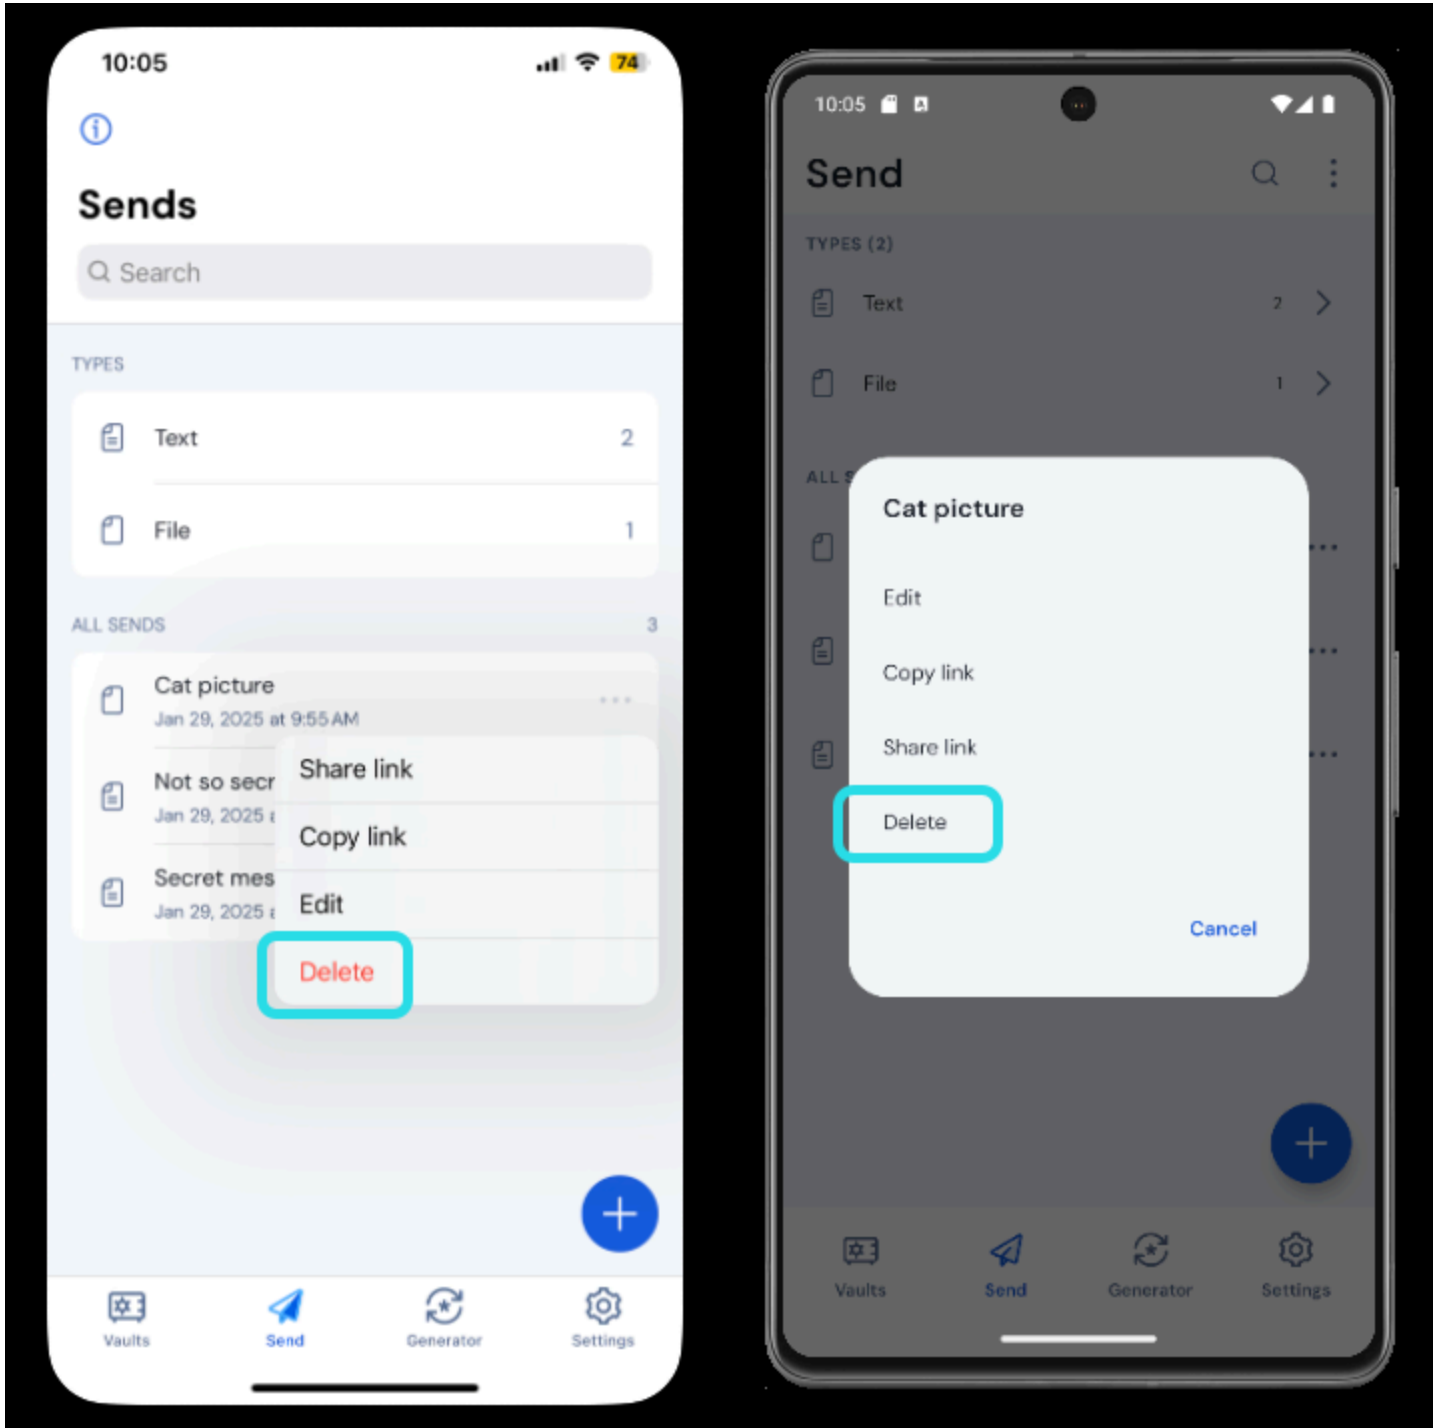 10:05
74
Sends
Search
TYPES
Text 2
File 1
ALL SENDS 3
Cat picture
Jan 29, 2025 at 9:55 AM
Not so secr
Jan 29, 2025
Secret mes
Jan 29, 2025
Share link
Copy link
Edit
Delete
Vaults Send Generator Settings
10:05
Send
TYPES (2)
Text 2
File 1
ALL S
Cat picture
Edit
Copy link
Share link
Delete
Cancel
Vaults Send Generator Settings